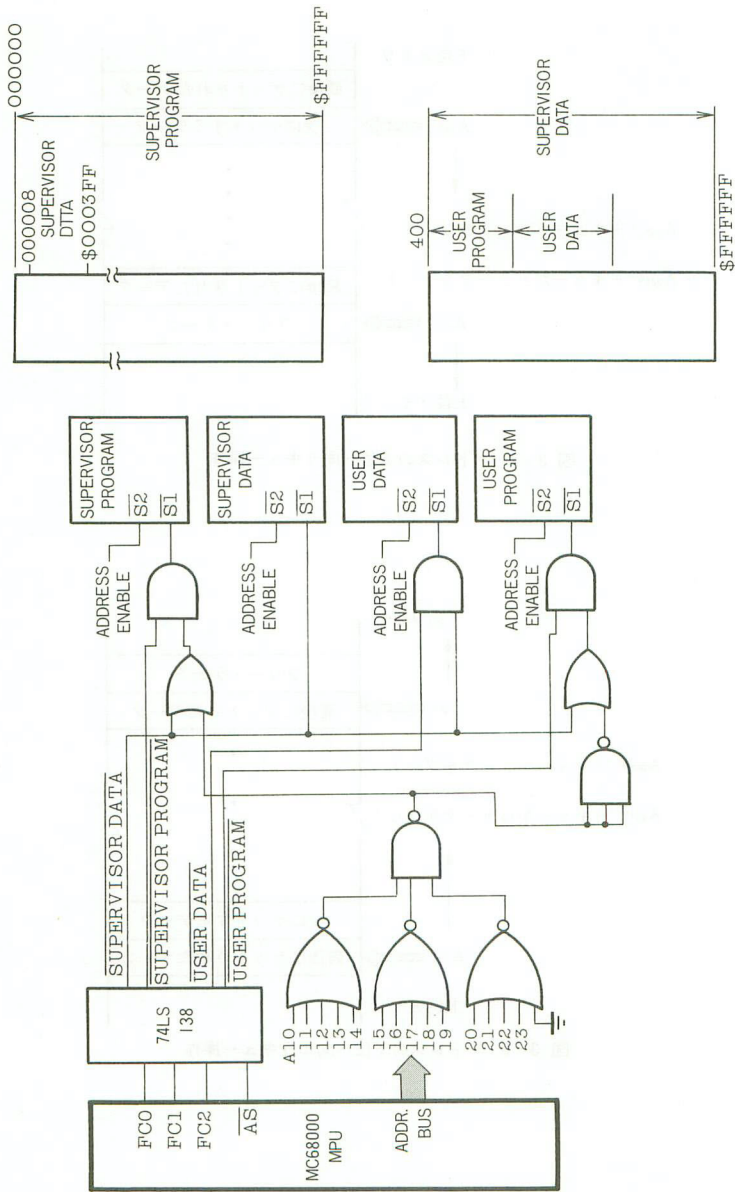 MC68000
MPU
FC0
FC1
FC2
AS
ADDR.
BUS
74LS
138
SUPERVISOR DATA
SUPERVISOR PROGRAM
USER DATA
USER PROGRAM
A10
11
12
13
14
15
16
17
18
19
20
21
22
23
ADDRESS
ENABLE
SUPERVISOR
PROGRAM
S2
S1
ADDRESS
ENABLE
SUPERVISOR
DATA
S2
S1
ADDRESS
ENABLE
USER
DATA
S2
S1
ADDRESS
ENABLE
USER
PROGRAM
S2
S1
000000
000008
SUPERVISOR
DTTA
$0003FF
SUPERVISOR
PROGRAM
$FFFFFFF
400
USER
PROGRAM
USER
DATA
SUPERVISOR
DATA
$FFFFFFF